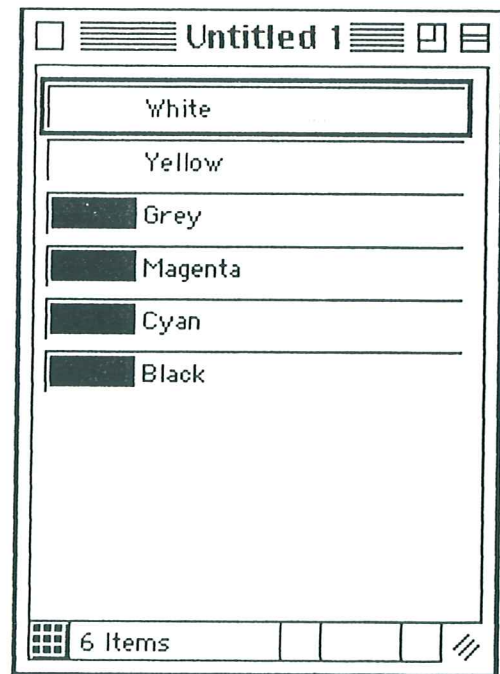 Untitled 1
White
Yellow
Grey
Magenta
Cyan
Black
6 Items